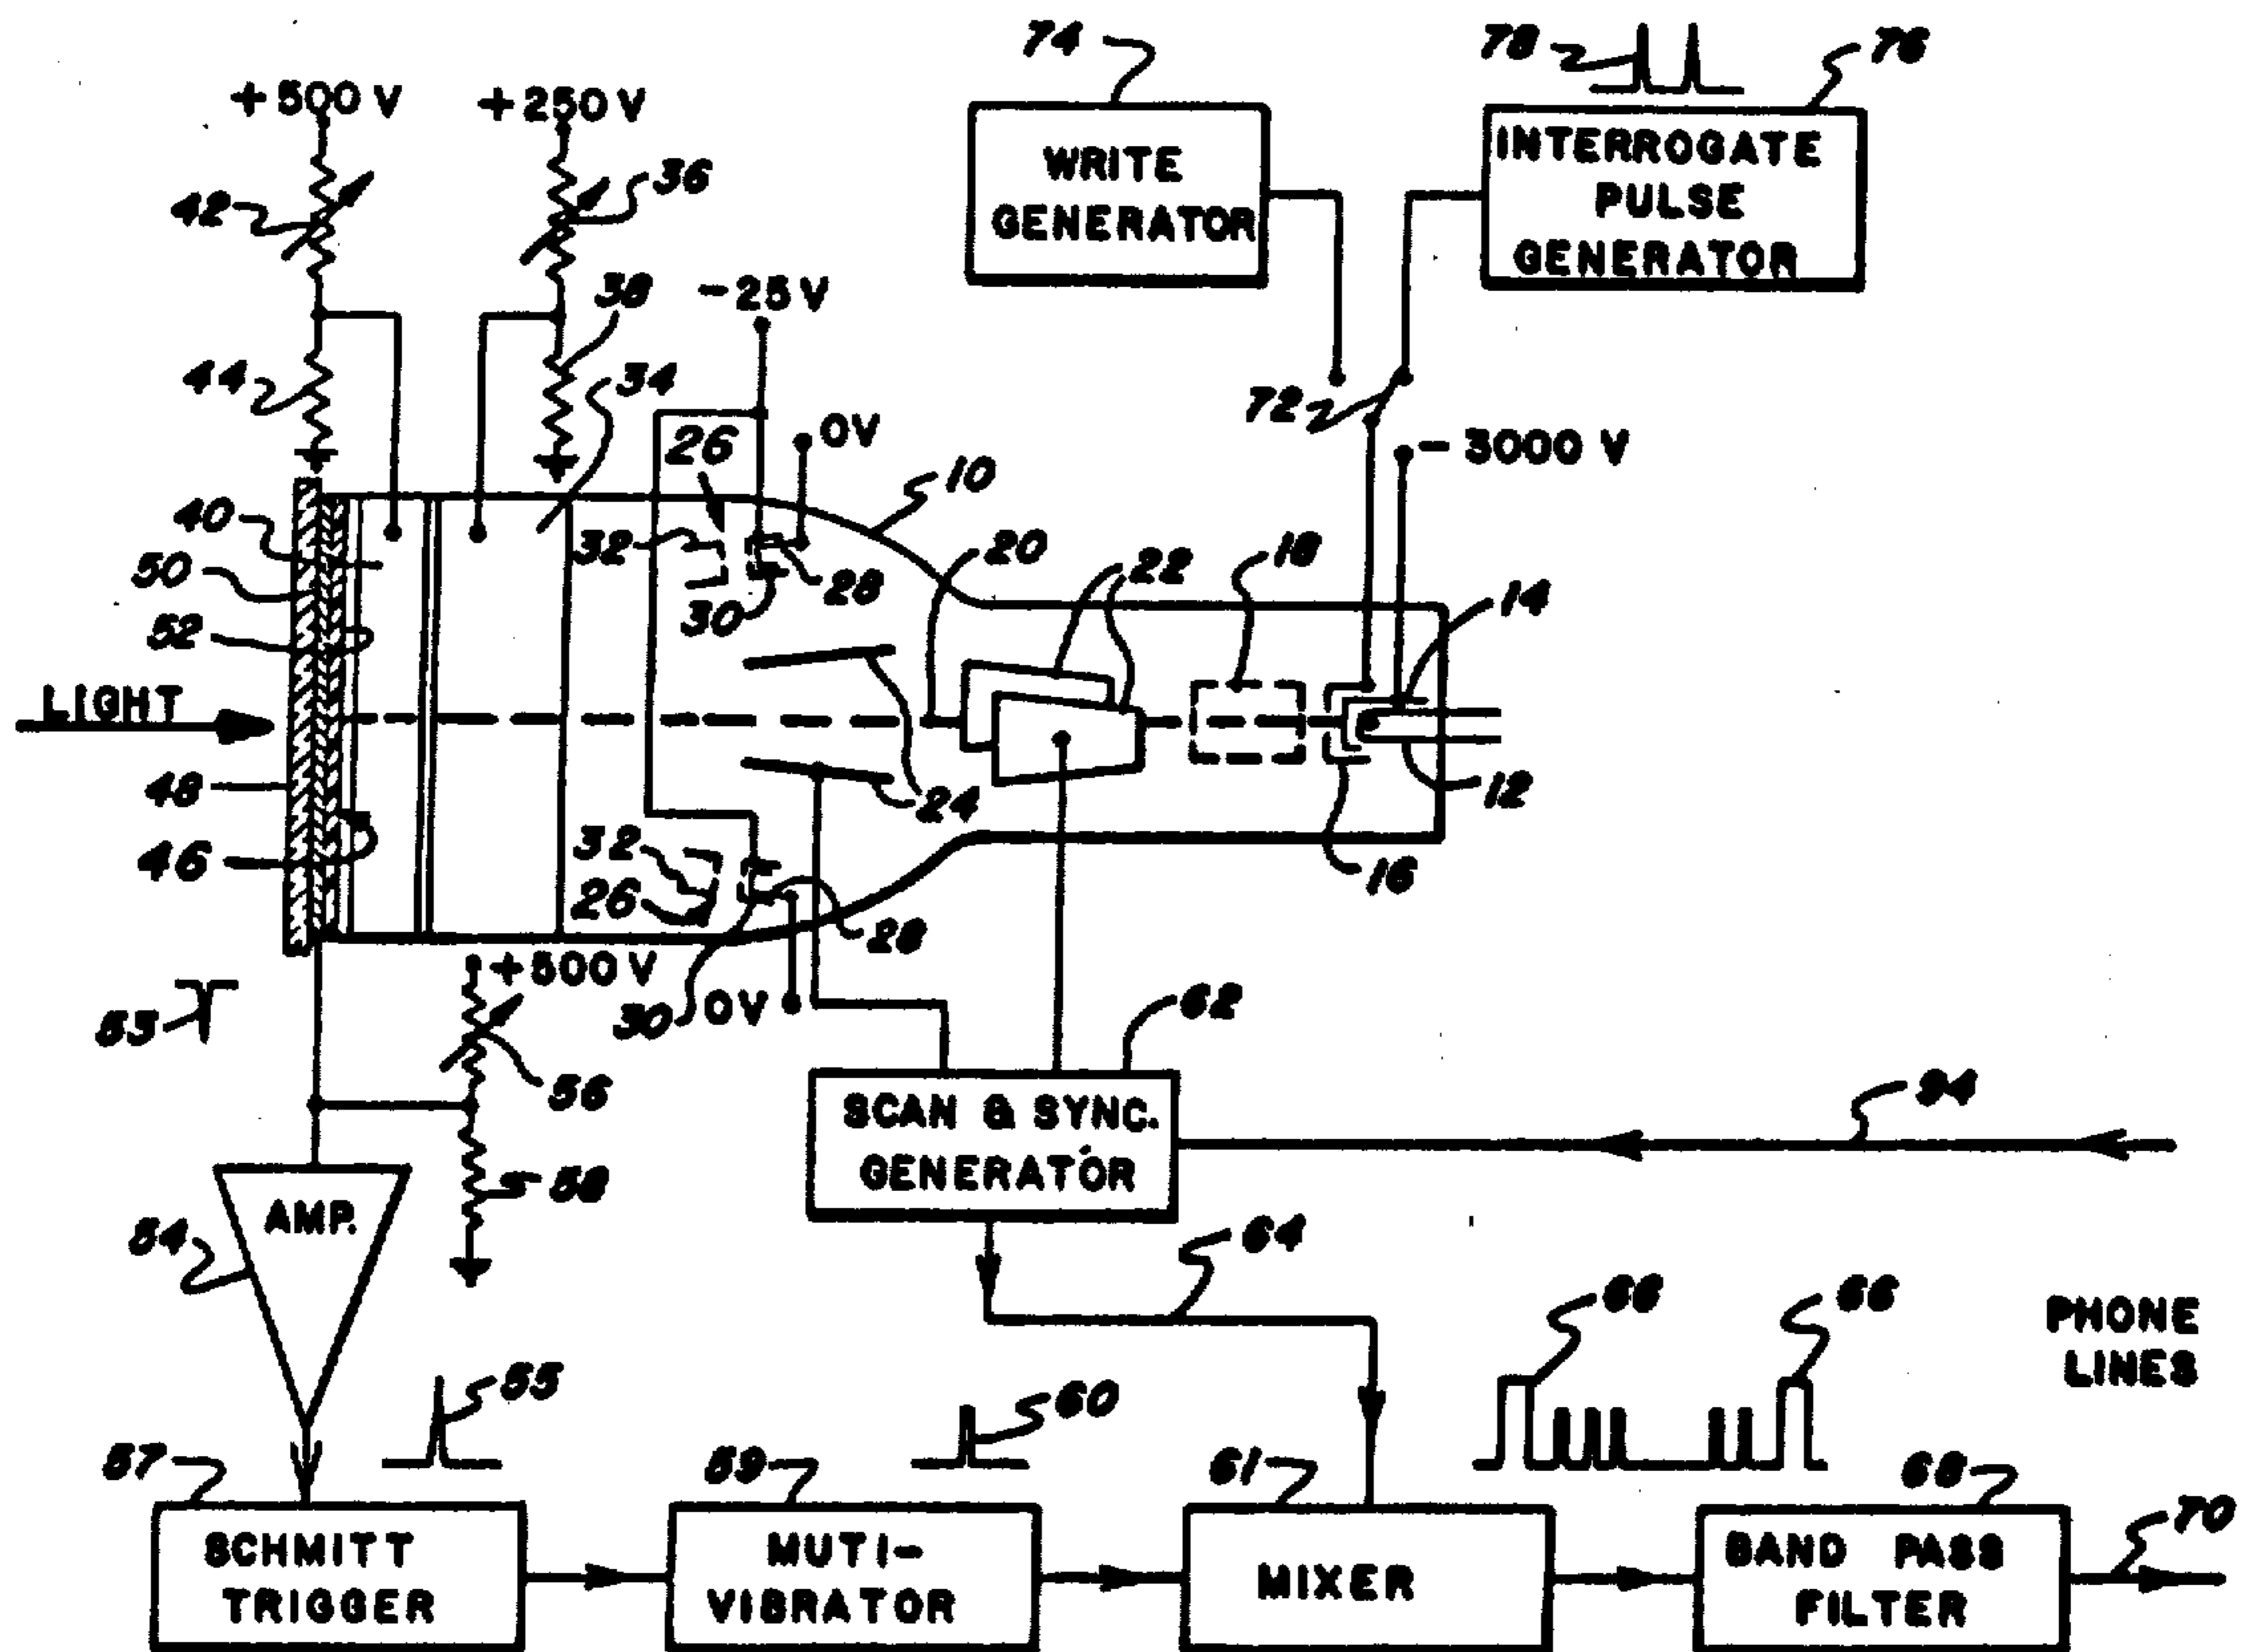 74
78
76
+500 V
+250 V
WRITE
GENERATOR
INTERROGATE
PULSE
GENERATOR
36
42
38
-25 V
34
44
72
0V
26
10
- 3000 V
40
32
20
22
18
14
50
28
52
30
LIGHT
48
24
12
46
32
16
26
28
+500 V
53
30
0V
62
56
94
SCAN & SYNC.
GENERATOR
58
AMP.
54
64
66
66
PHONE
LINES
55
60
57
59
61
68
70
SCHMITT
TRIGGER
MUTI-
VIBRATOR
MIXER
BAND PASS
FILTER